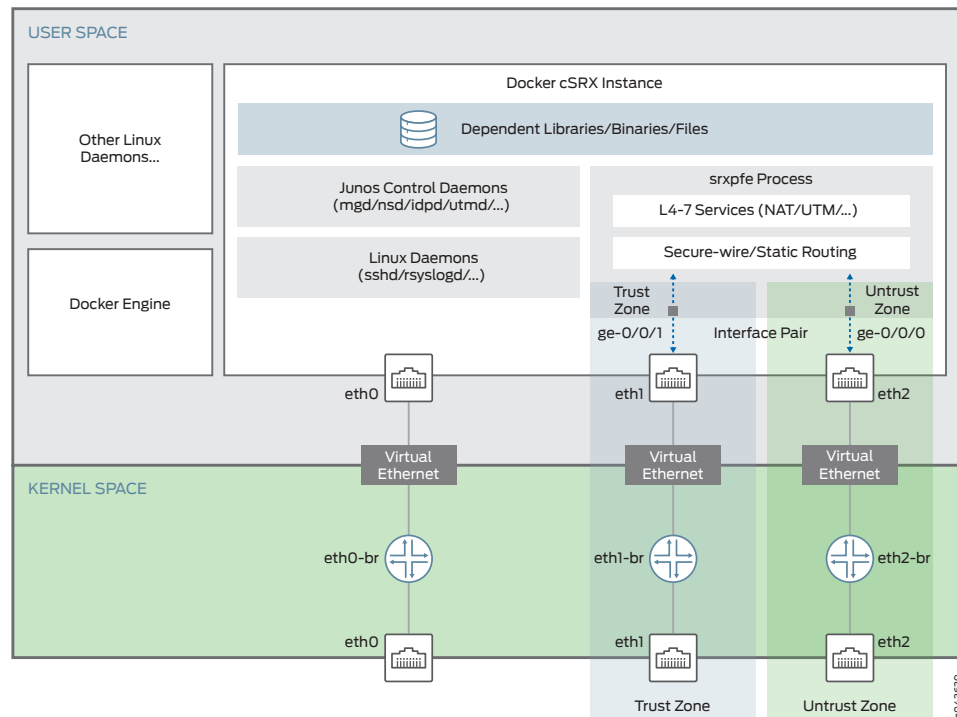 USER SPACE
Docker cSRX Instance
Dependent Libraries/Binaries/Files
Other Linux
Daemons...
Junos Control Daemons
(mgd/nsd/idpd/utmd/...)
srxpfe Process
L4-7 Services (NAT/UTM/...)
Linux Daemons
(sshd/rsyslogd/...)
Secure-wire/Static Routing
Docker Engine
Trust
Zone
Untrust
Zone
ge-0/0/1
Interface Pair
ge-0/0/0
eth0
eth1
eth2
Virtual
Ethernet
Virtual
Ethernet
Virtual
Ethernet
KERNEL SPACE
eth0-br
eth1-br
eth2-br
eth0
eth1
eth2
Trust Zone
Untrust Zone